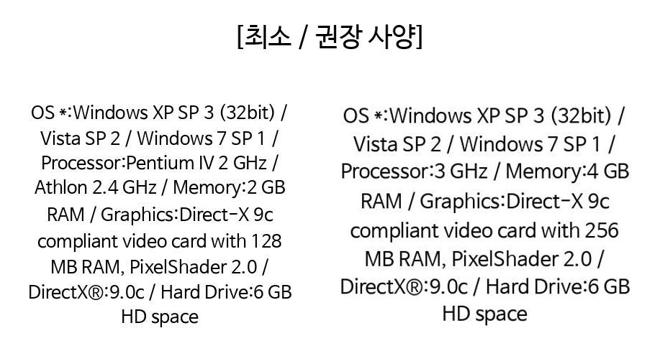 [최소 / 권장 사양]
OS *:Windows XP SP 3 (32bit) /
Vista SP 2 / Windows 7 SP 1 /
Processor:Pentium IV 2 GHz /
Athlon 2.4 GHz / Memory:2 GB
RAM / Graphics:Direct-X 9c
compliant video card with 128
MB RAM, PixelShader 2.0 /
DirectX®:9.0c / Hard Drive:6 GB
HD space
OS *:Windows XP SP 3 (32bit) /
Vista SP 2 / Windows 7 SP 1 /
Processor:3 GHz / Memory:4 GB
RAM / Graphics:Direct-X 9c
compliant video card with 256
MB RAM, PixelShader 2.0 /
DirectX®:9.0c / Hard Drive:6 GB
HD space